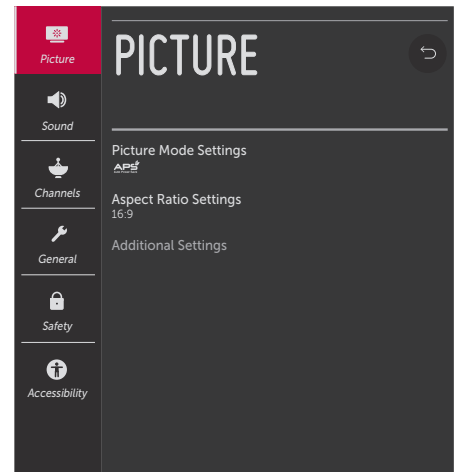 Picture
Sound
Channels
General
Safety
Accessibility
PICTURE
Picture Mode Settings
APS
Aspect Ratio Settings
16:9
Additional Settings